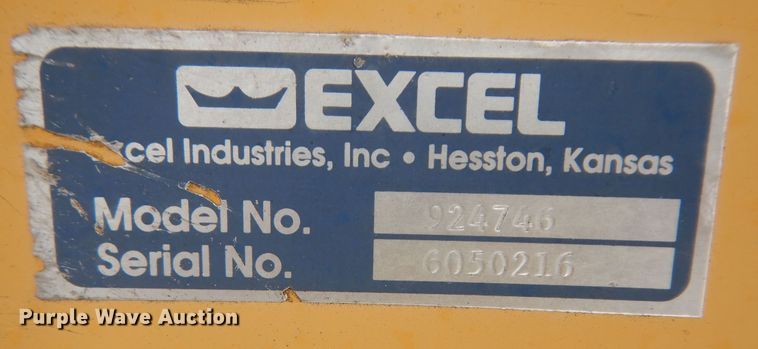 EXCEL
cel Industries, Inc • Hesston, Kansas
Model No. 924746
Serial No. 6050216
Purple Wave Auction